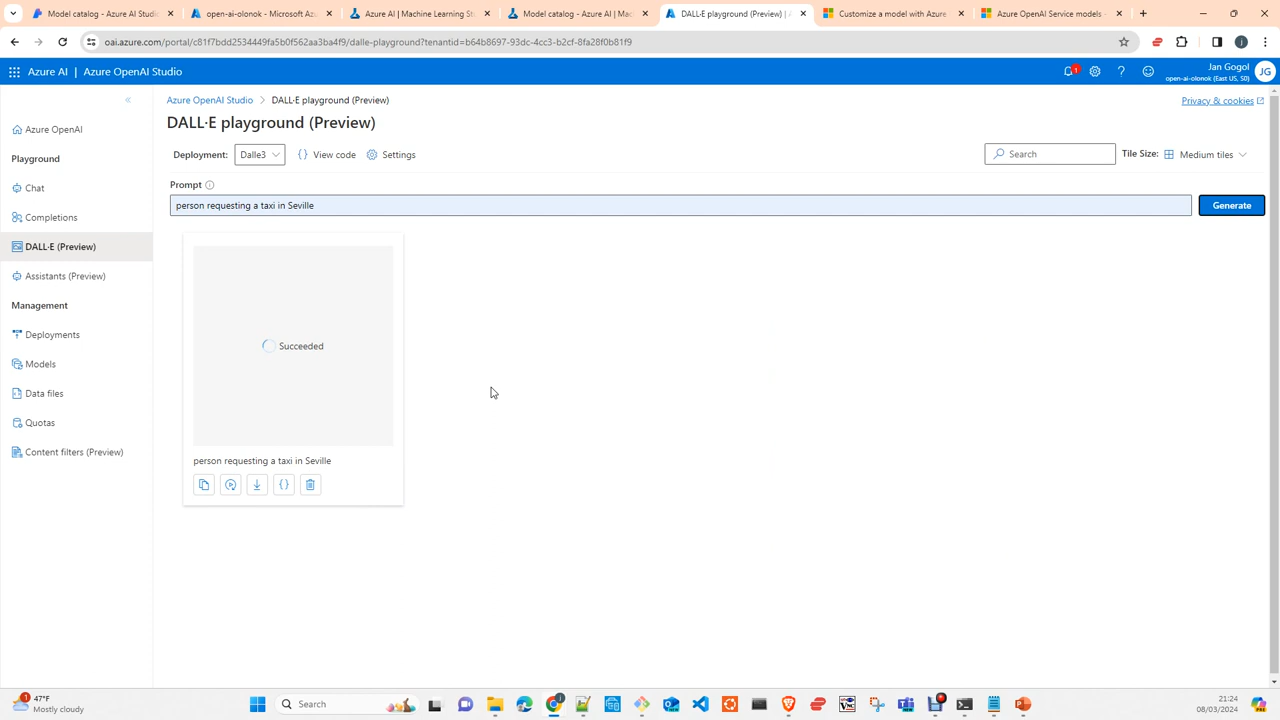 Model catalog - Azure AI Studi
open-ai-olonok - Microsoft Az
Azure AI | Machine Learning St
Model catalog - Azure AI | Mac
DALL·E playground (Preview) | A
Customize a model with Azure
Azure OpenAI Service models -
oai.azure.com/portal/c81f7bdd2534449fa5b0f562aa3ba4f9/dalle-playground?tenantid=b64b8697-93dc-4cc3-b2cf-8fa28f0b81f9
Azure AI | Azure OpenAI Studio
1
Jan Gogol
open-ai-olonok (East US, S0)
JG
Azure OpenAI Studio > DALL·E playground (Preview)
Privacy & cookies
DALL·E playground (Preview)
Azure OpenAI
Playground
Chat
Completions
DALL·E (Preview)
Assistants (Preview)
Management
Deployments
Models
Data files
Quotas
Content filters (Preview)
Deployment: Dalle3
View code
Settings
Search
Tile Size: Medium tiles
Prompt
person requesting a taxi in Seville
Generate
Succeeded
person requesting a taxi in Seville
1
47°F
Mostly cloudy
Search
21:24
08/03/2024